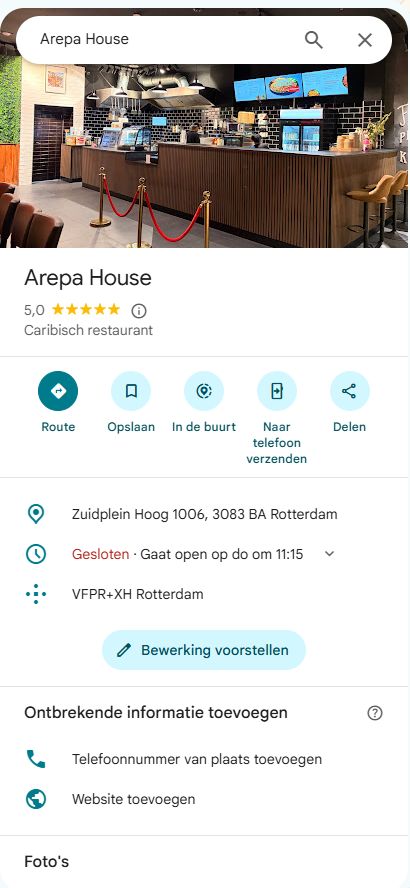 Arepa House
Arepa House
5,0
Caribisch restaurant
Route
Opslaan
In de buurt
Naar
telefoon
verzenden
Delen
Zuidplein Hoog 1006, 3083 BA Rotterdam
Gesloten · Gaat open op do om 11:15
VFPR+XH Rotterdam
Bewerking voorstellen
Ontbrekende informatie toevoegen
Telefoonnummer van plaats toevoegen
Website toevoegen
Foto's